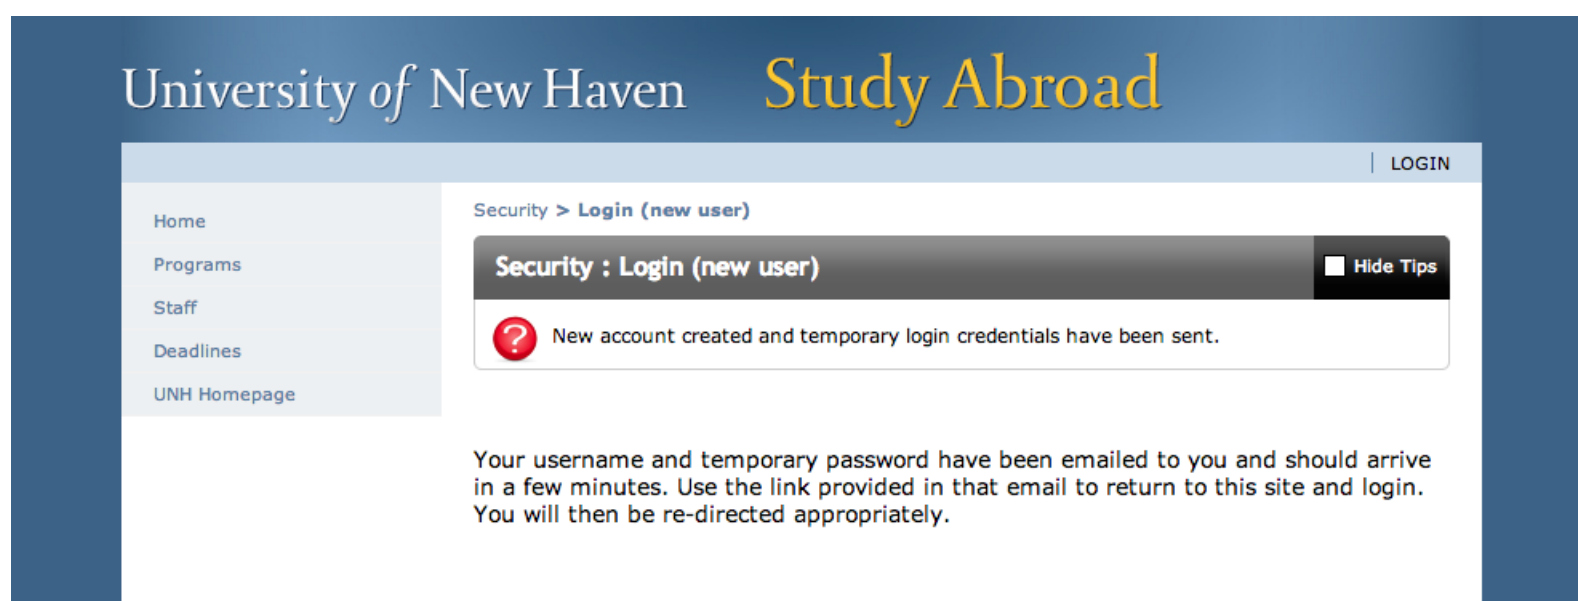 University of New Haven Study Abroad
LOGIN
Home
Programs
Staff
Deadlines
UNH Homepage
Security > Login (new user)
Security : Login (new user)
Hide Tips
?
New account created and temporary login credentials have been sent.
Your username and temporary password have been emailed to you and should arrive
in a few minutes. Use the link provided in that email to return to this site and login.
You will then be re-directed appropriately.